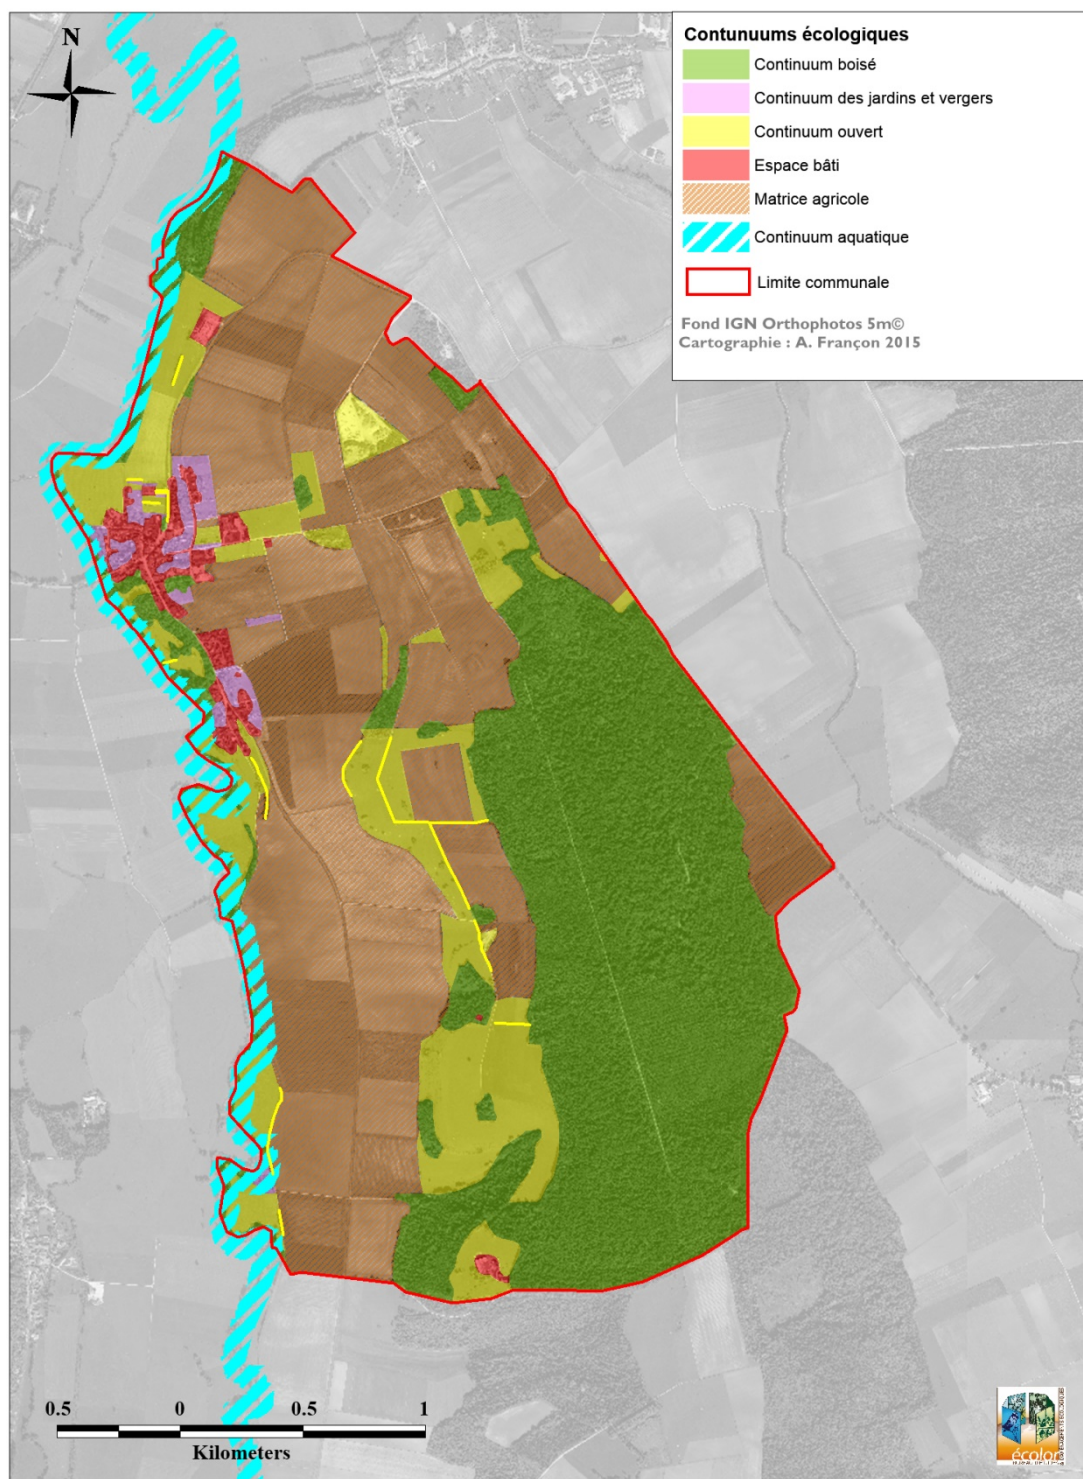 N
Contunuums écologiques
Continuum boisé
Continuum des jardins et vergers
Continuum ouvert
Espace bâti
Matrice agricole
Continuum aquatique
Limite communale
Fond IGN Orthophotos 5m©
Cartographie : A. Françon 2015
0.5 0 0.5 1
Kilometers
écolor